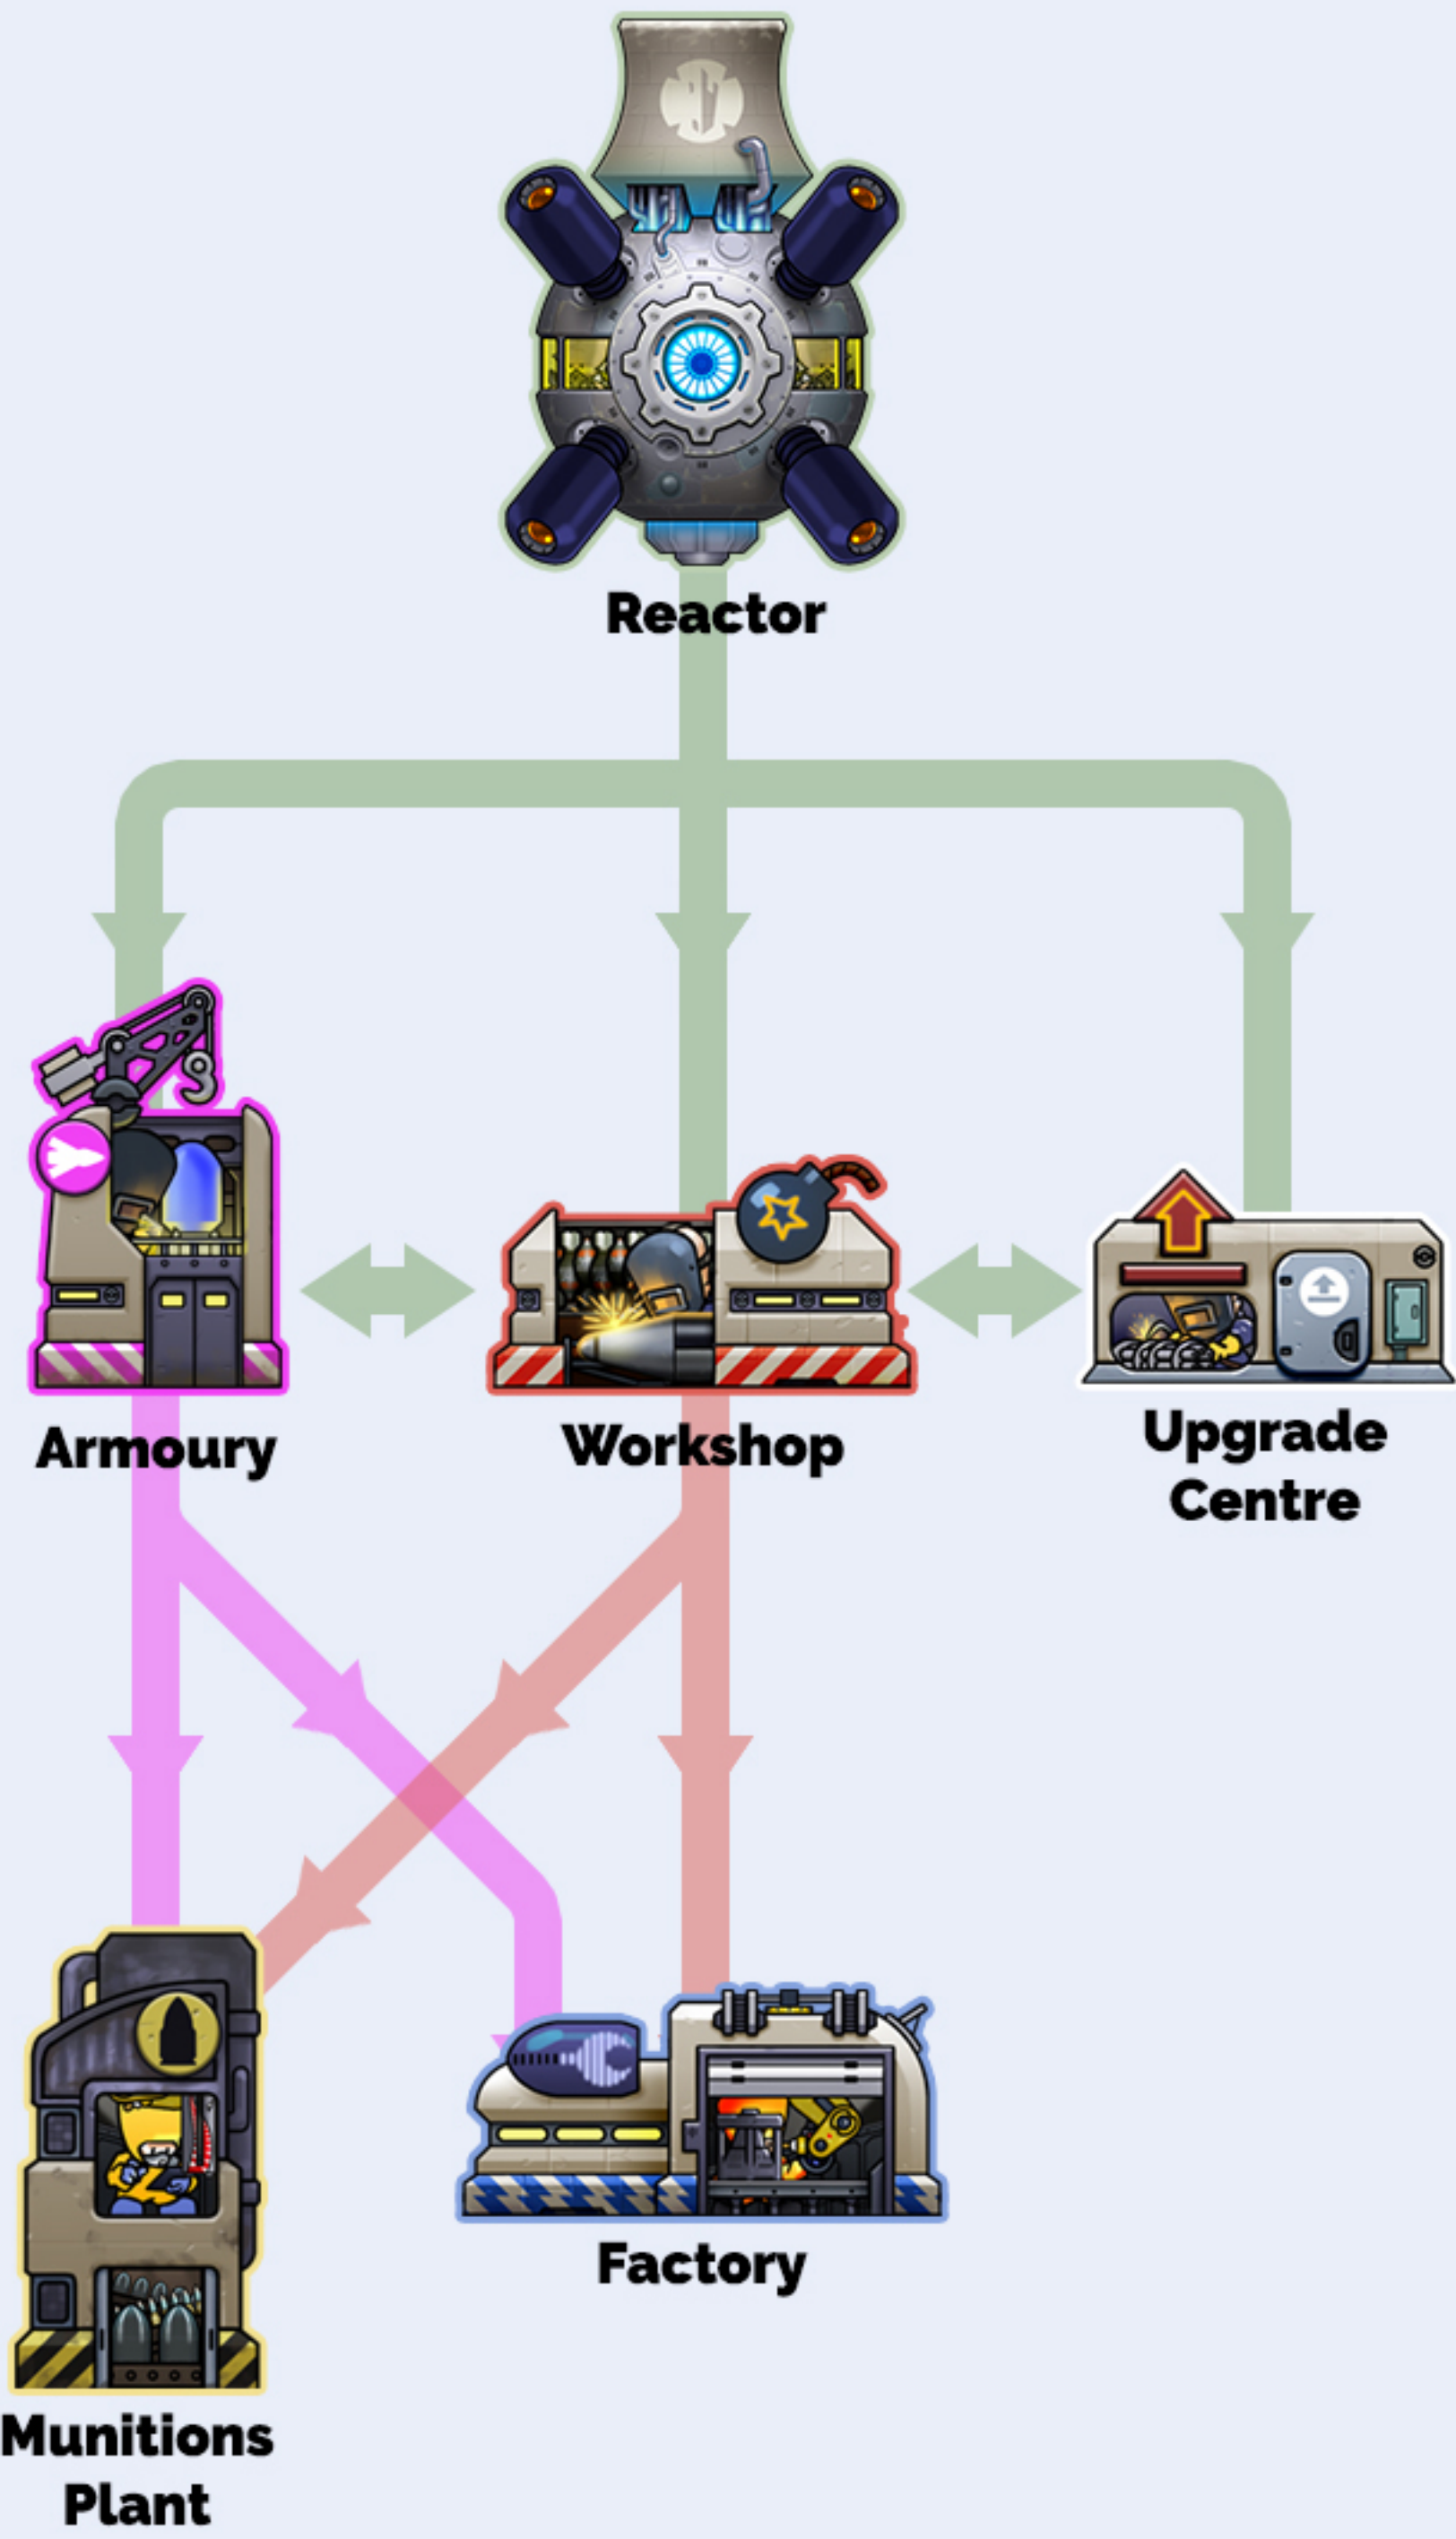 Reactor
Armoury
Workshop
Upgrade
Centre
Factory
Munitions
Plant